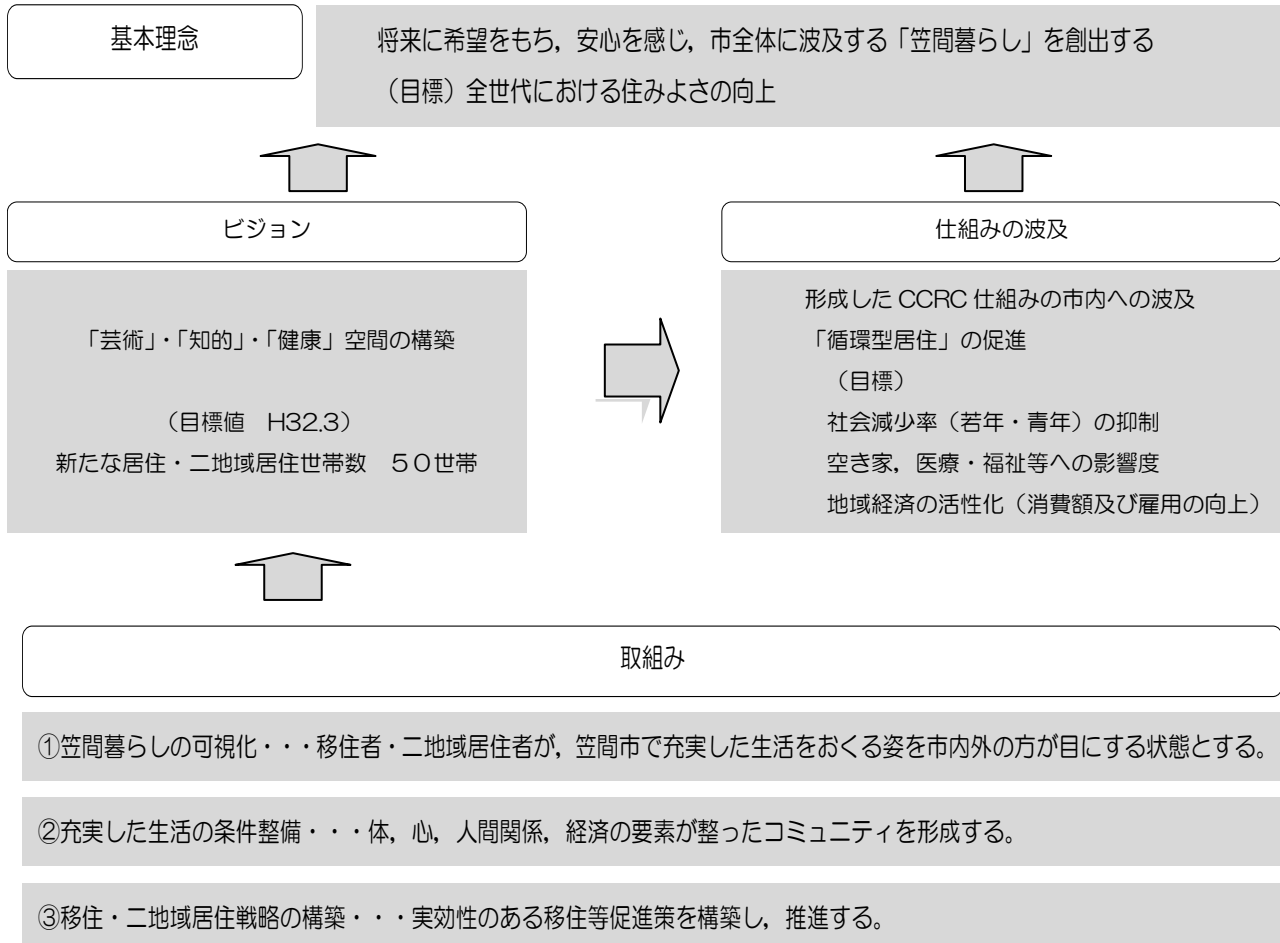 基本理念
将来に希望をもち，安心を感じ，市全体に波及する「笠間暮らし」を創出する
（目標）全世代における住みよさの向上
ビジョン
「芸術」・「知的」・「健康」空間の構築
（目標値　H32.3）
新たな居住・二地域居住世帯数　５０世帯
仕組みの波及
形成した CCRC 仕組みの市内への波及
「循環型居住」の促進
（目標）
社会減少率（若年・青年）の抑制
空き家，医療・福祉等への影響度
地域経済の活性化（消費額及び雇用の向上）
取組み
①笠間暮らしの可視化・・・移住者・二地域居住者が，笠間市で充実した生活をおくる姿を市内外の方が目にする状態とする。
②充実した生活の条件整備・・・体，心，人間関係，経済の要素が整ったコミュニティを形成する。
③移住・二地域居住戦略の構築・・・実効性のある移住等促進策を構築し，推進する。